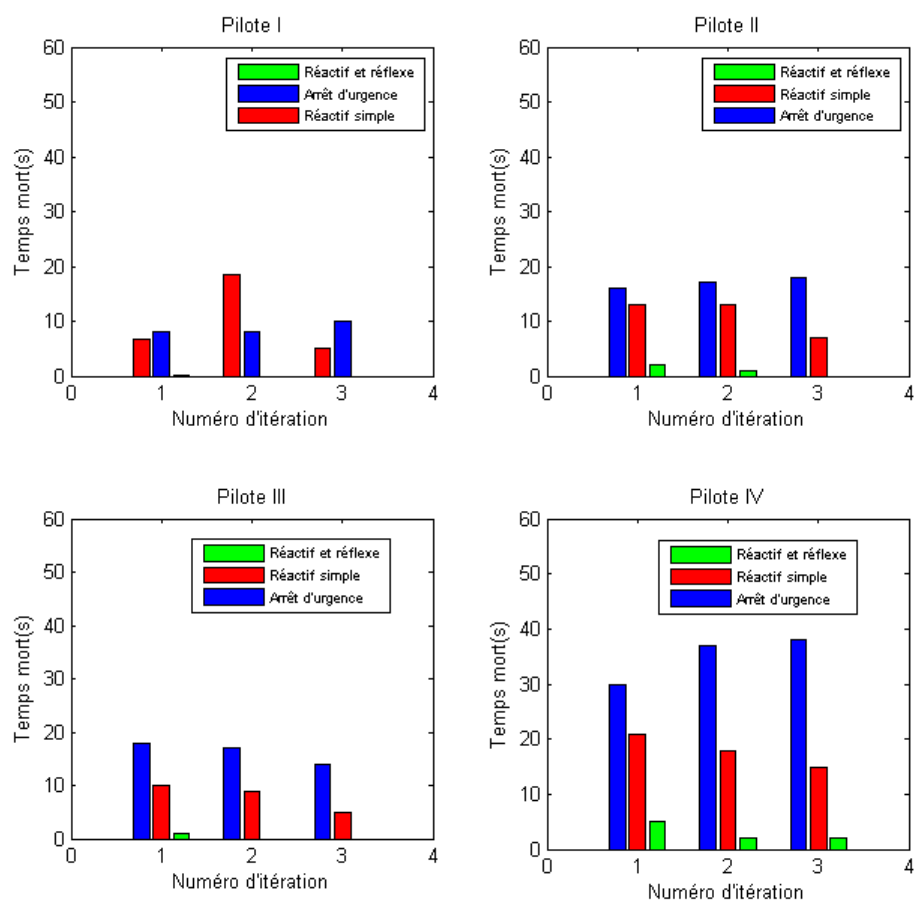 Pilote I
60
50
40
30
20
10
0
Temps mort(s)
Réactif et réflexe
Arrêt d'urgence
Réactif simple
0 1 2 3 4
Numéro d'itération
Pilote II
60
50
40
30
20
10
0
Temps mort(s)
Réactif et réflexe
Réactif simple
Arrêt d'urgence
0 1 2 3 4
Numéro d'itération
Pilote III
60
50
40
30
20
10
0
Temps mort(s)
Réactif et réflexe
Réactif simple
Arrêt d'urgence
0 1 2 3 4
Numéro d'itération
Pilote IV
60
50
40
30
20
10
0
Temps mort(s)
Réactif et réflexe
Réactif simple
Arrêt d'urgence
0 1 2 3 4
Numéro d'itération